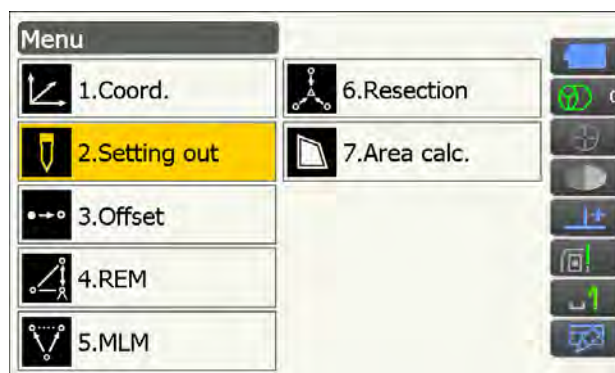 Menu
1.Coord.
2.Setting out
3.Offset
4.REM
5.MLM
6.Resection
7.Area calc.